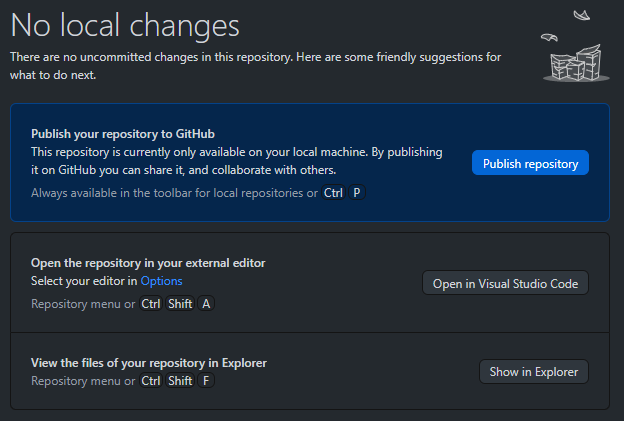 No local changes
There are no uncommitted changes in this repository. Here are some friendly suggestions for
what to do next.
Publish your repository to GitHub
This repository is currently only available on your local machine. By publishing
it on GitHub you can share it, and collaborate with others.
Always available in the toolbar for local repositories or Ctrl P
Publish repository
Open the repository in your external editor
Select your editor in Options
Repository menu or Ctrl Shift A
Open in Visual Studio Code
View the files of your repository in Explorer
Repository menu or Ctrl Shift F
Show in Explorer